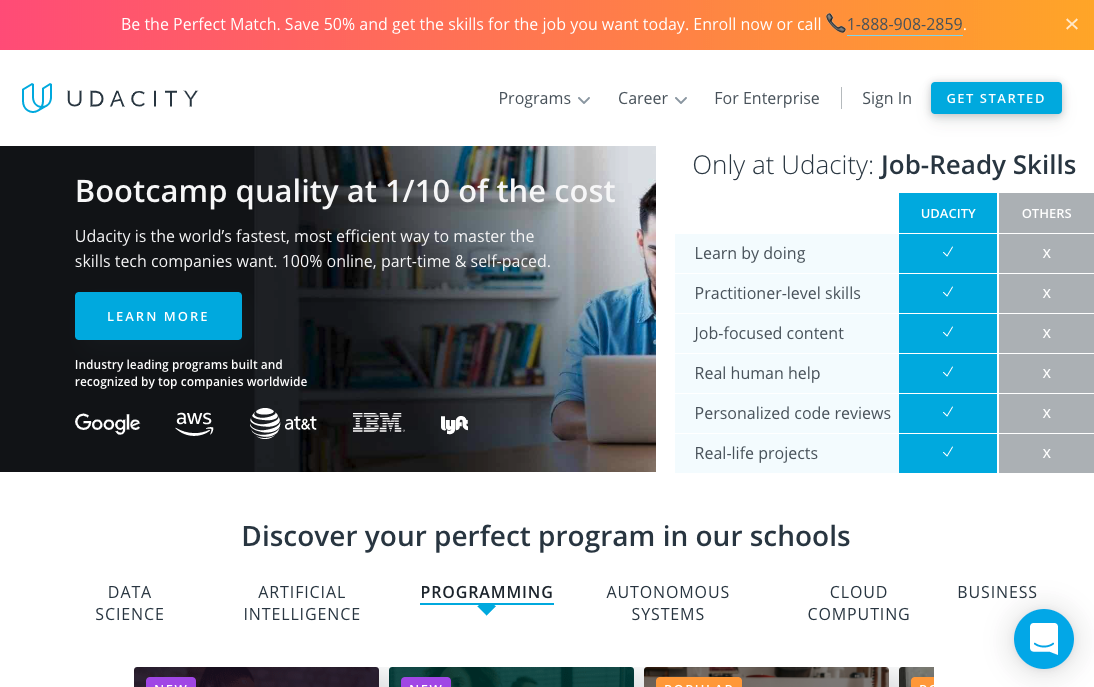 Be the Perfect Match. Save 50% and get the skills for the job you want today. Enroll now or call 1-888-908-2859.
UDACITY
Programs
Career
For Enterprise
Sign In
GET STARTED
Bootcamp quality at 1/10 of the cost
Udacity is the world’s fastest, most efficient way to master the
skills tech companies want. 100% online, part-time & self-paced.
LEARN MORE
Industry leading programs built and
recognized by top companies worldwide
Google
aws
at&t
IBM
lyft
Only at Udacity: Job-Ready Skills
UDACITY OTHERS
Learn by doing ✓ x
Practitioner-level skills ✓ x
Job-focused content ✓ x
Real human help ✓ x
Personalized code reviews ✓ x
Real-life projects ✓ x
Discover your perfect program in our schools
DATA
SCIENCE
ARTIFICIAL
INTELLIGENCE
PROGRAMMING
AUTONOMOUS
SYSTEMS
CLOUD
COMPUTING
BUSINESS
NEW
NEW
POPULAR